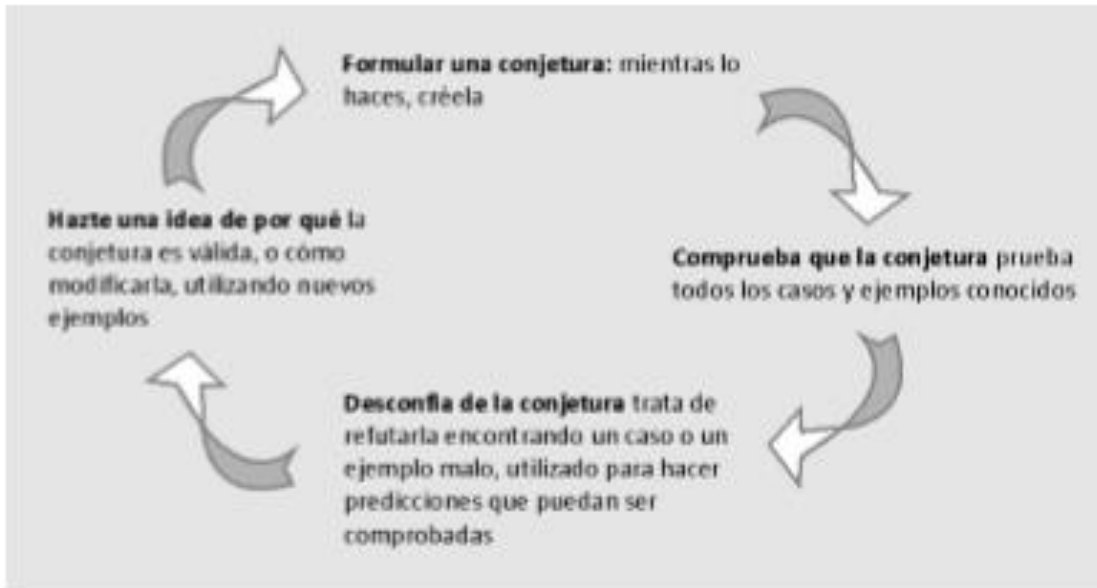 Formular una conjetura: mientras lo
haces, créela
Comprueba que la conjetura prueba
todos los casos y ejemplos conocidos
Desconfía de la conjetura trata de
refutarla encontrando un caso o un
ejemplo malo, utilizado para hacer
predicciones que puedan ser
comprobadas
Hazte una idea de por qué la
conjetura es válida, o cómo
modificarla, utilizando nuevos
ejemplos